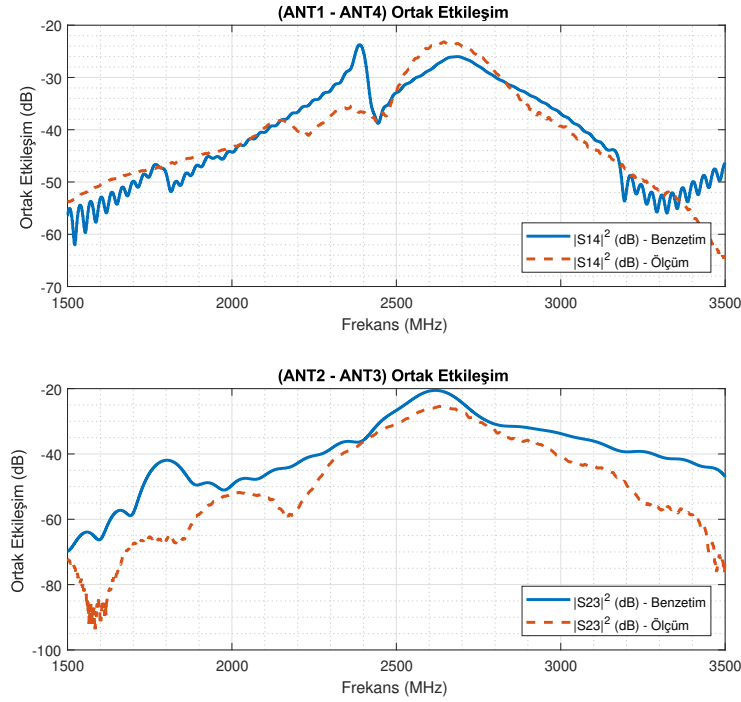 (ANT1 - ANT4) Ortak Etkileşim
-20
-30
-40
-50
-60
-70
Ortak Etkileşim (dB)
|S14|² (dB) - Benzetim
|S14|² (dB) - Ölçüm
1500 2000 2500 3000 3500
Frekans (MHz)
(ANT2 - ANT3) Ortak Etkileşim
-20
-40
-60
-80
-100
Ortak Etkileşim (dB)
|S23|² (dB) - Benzetim
|S23|² (dB) - Ölçüm
1500 2000 2500 3000 3500
Frekans (MHz)